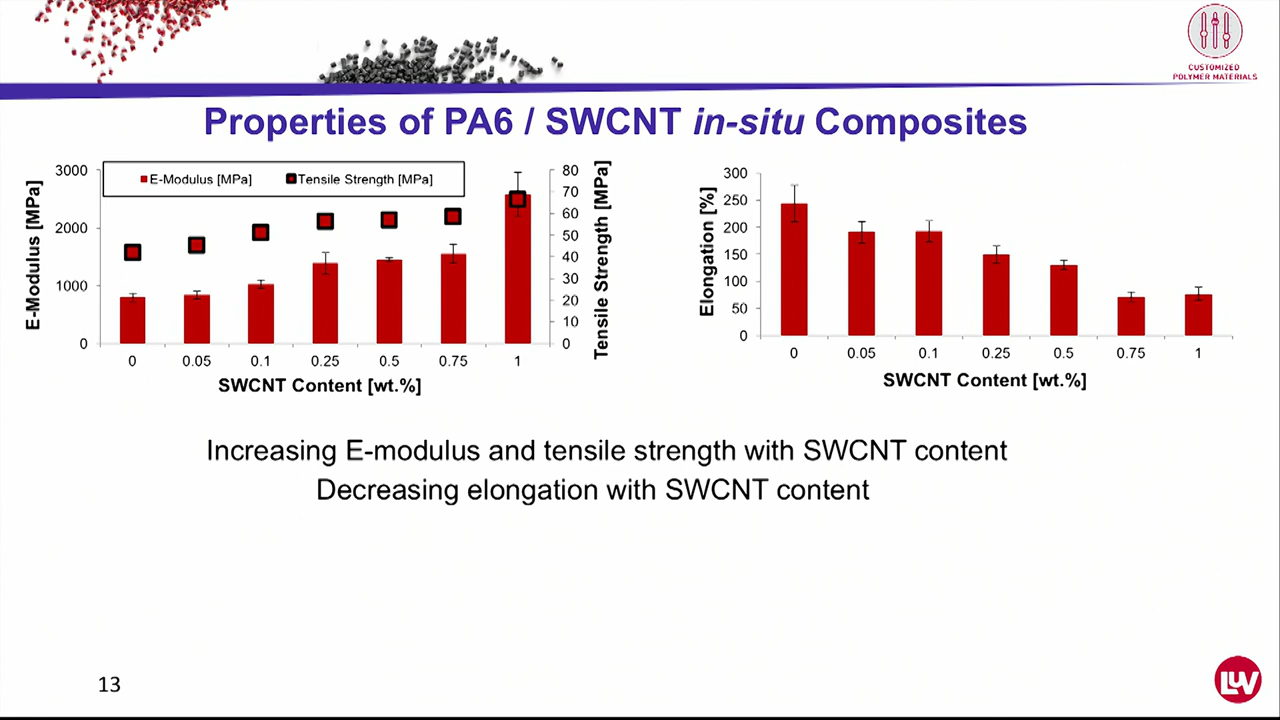 CUSTOMIZED
POLYMER MATERIALS
Properties of PA6 / SWCNT in-situ Composites
E-Modulus [MPa]
3000
2000
1000
0
E-Modulus [MPa] Tensile Strength [MPa]
80
70
60
50
40
30
20
10
0
Tensile Strength [MPa]
0 0.05 0.1 0.25 0.5 0.75 1
SWCNT Content [wt.%]
Elongation [%]
300
250
200
150
100
50
0
0 0.05 0.1 0.25 0.5 0.75 1
SWCNT Content [wt.%]
Increasing E-modulus and tensile strength with SWCNT content
Decreasing elongation with SWCNT content
13
LUV